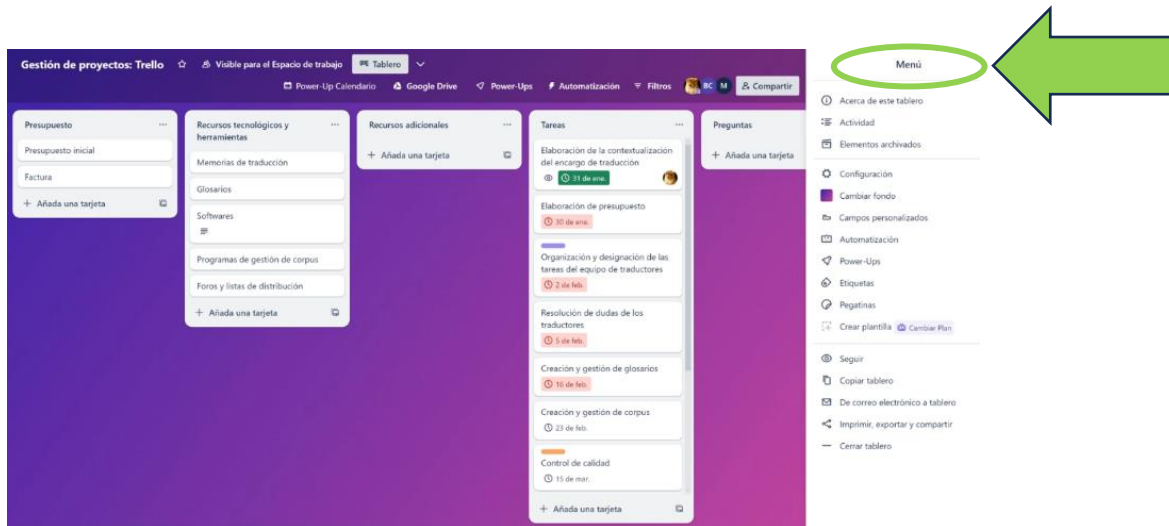 Gestión de proyectos: Trello
Visible para el Espacio de trabajo
Tablero
Power-Up Calendario
Google Drive
Power-Ups
Automatización
Filtros
BC
M
Compartir
Presupuesto
Presupuesto inicial
Factura
+ Añada una tarjeta
Recursos tecnológicos y
herramientas
Memorias de traducción
Glosarios
Softwares
Programas de gestión de corpus
Foros y listas de distribución
+ Añada una tarjeta
Recursos adicionales
+ Añada una tarjeta
Tareas
Elaboración de la contextualización
del encargo de traducción
31 de ene.
Elaboración de presupuesto
30 de ene.
Organización y designación de las
tareas del equipo de traductores
2 de feb.
Resolución de dudas de los
traductores
5 de feb.
Creación y gestión de glosarios
16 de feb.
Creación y gestión de corpus
23 de feb.
Control de calidad
15 de mar.
+ Añada una tarjeta
Preguntas
+ Añada una tarjeta
Menú
Acerca de este tablero
Actividad
Elementos archivados
Configuración
Cambiar fondo
Campos personalizados
Automatización
Power-Ups
Etiquetas
Pegatinas
Crear plantilla Cambiar Plan
Seguir
Copiar tablero
De correo electrónico a tablero
Imprimir, exportar y compartir
Cerrar tablero